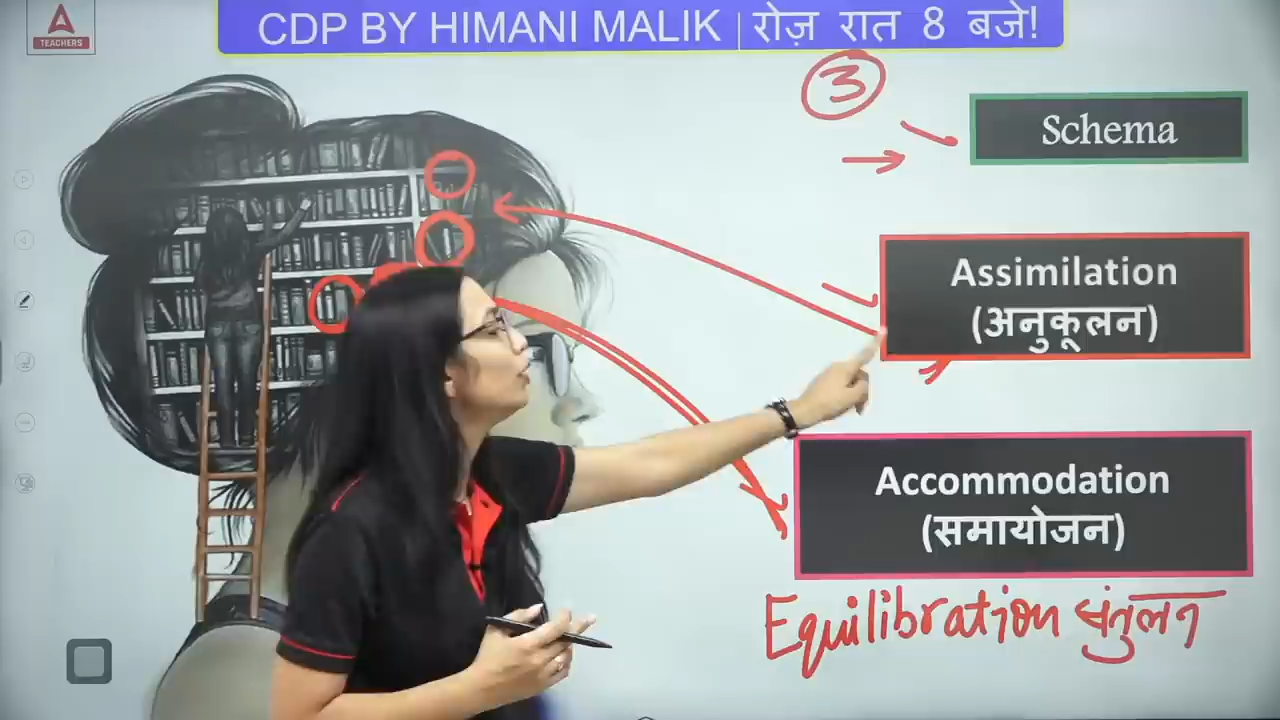 A
TEACHERS
CDP BY HIMANI MALIK | रोज़ रात 8 बजे!
3
Schema
Assimilation
(अनुकूलन)
Accommodation
(समायोजन)
Equilibration संतुलन